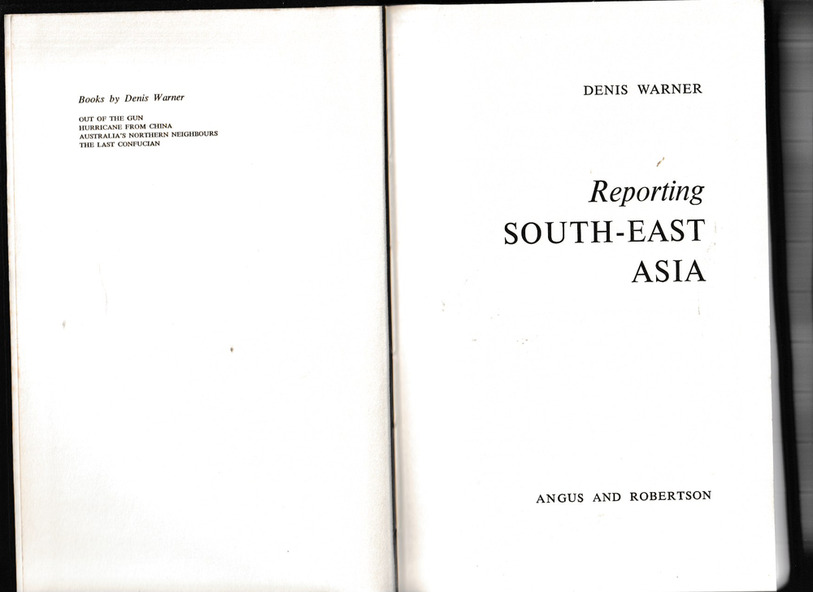 Books by Denis Warner
OUT OF THE GUN
HURRICANE FROM CHINA
AUSTRALIA'S NORTHERN NEIGHBOURS
THE LAST CONFUCIAN
DENIS WARNER
Reporting
SOUTH-EAST
ASIA
ANGUS AND ROBERTSON